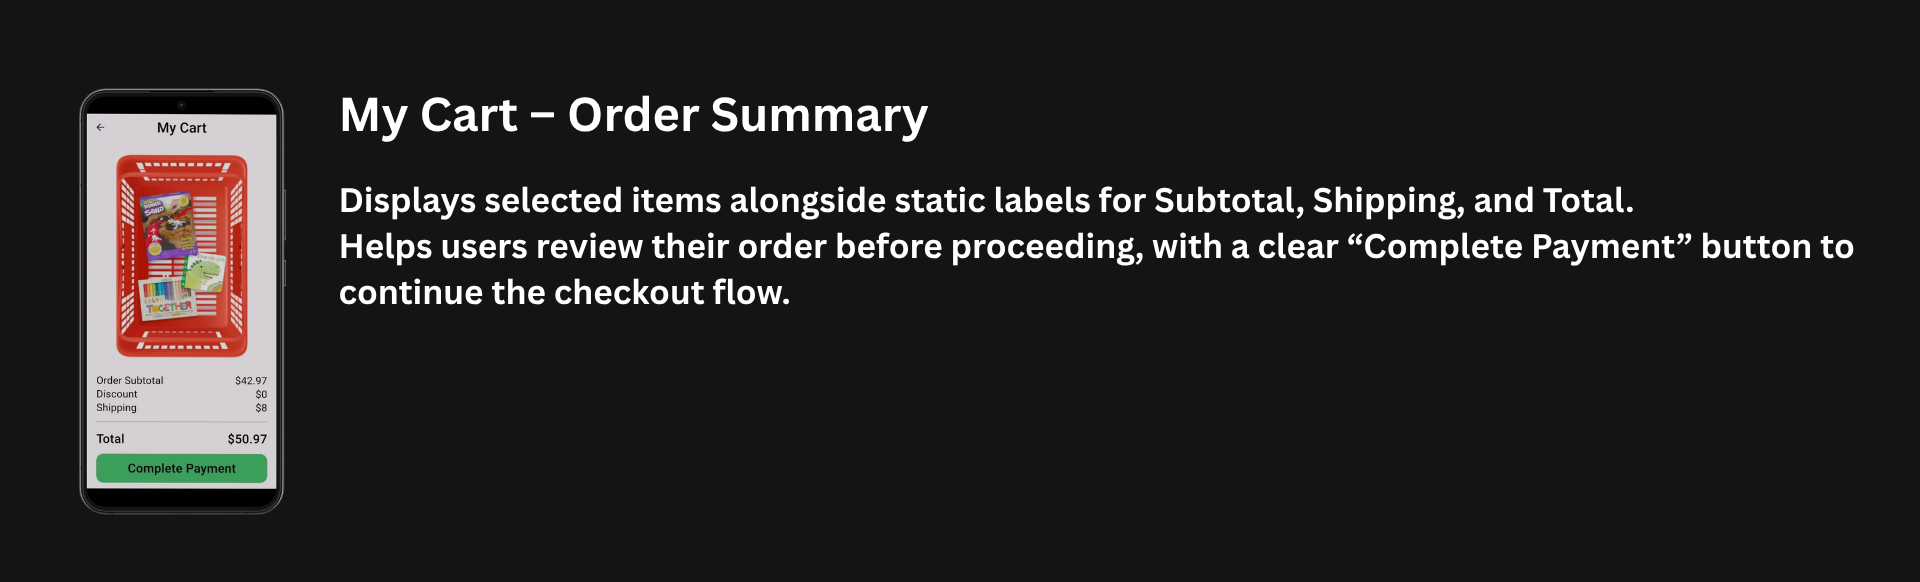 My Cart – Order Summary
Displays selected items alongside static labels for Subtotal, Shipping, and Total.
Helps users review their order before proceeding, with a clear “Complete Payment” button to
continue the checkout flow.
My Cart
SAND
TOGETHER
Order Subtotal $42.97
Discount $0
Shipping $8
Total $50.97
Complete Payment